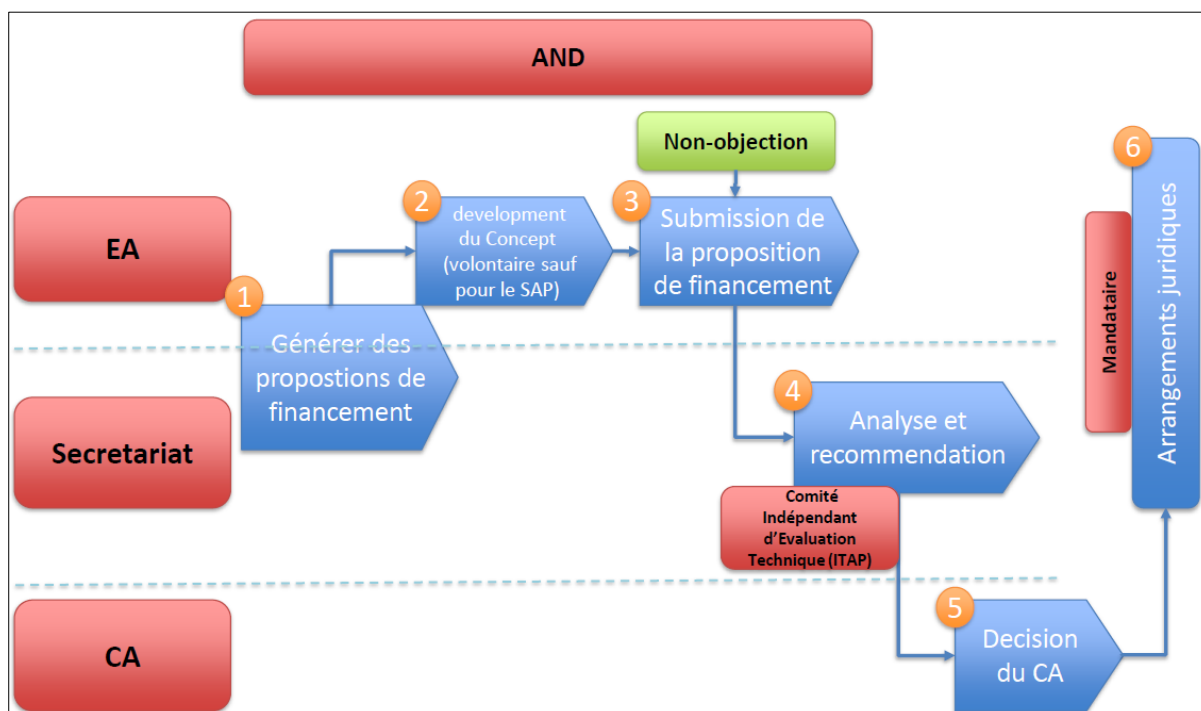 AND
Non-objection
6
EA
2
development
du Concept
(volontaire sauf
pour le SAP)
3
Submission de
la proposition
de financement
1
Générer des
propostions de
financement
Mandataire
Arrangements juridiques
Secretariat
4
Analyse et
recommendation
Comité
Indépendant
d'Evaluation
Technique (ITAP)
CA
5
Decision
du CA